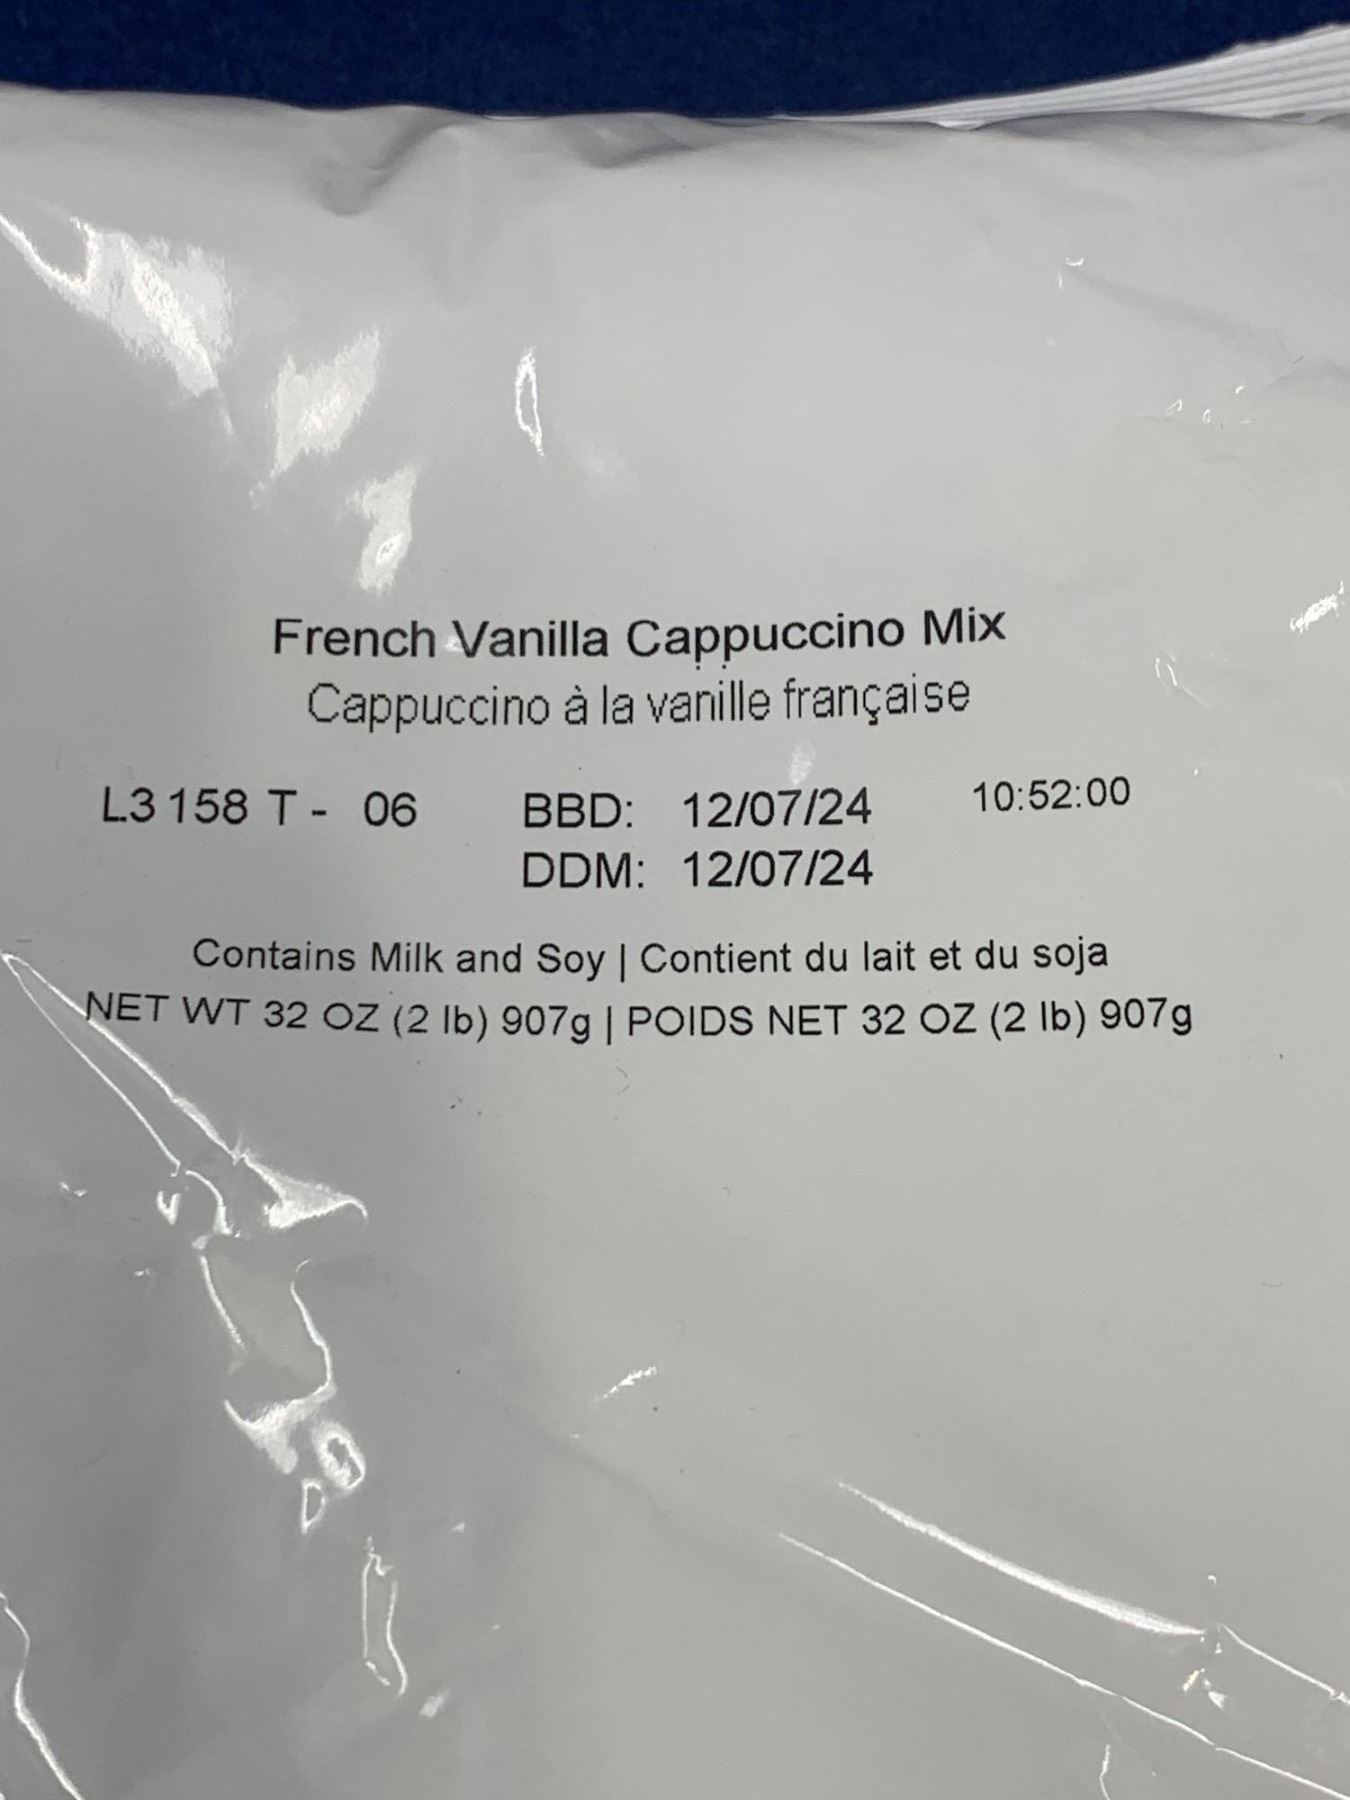 French Vanilla Cappuccino Mix
Cappuccino à la vanille française
L3 158 T - 06 BBD: 12/07/24 10:52:00
DDM: 12/07/24
Contains Milk and Soy | Contient du lait et du soja
NET WT 32 OZ (2 lb) 907g | POIDS NET 32 OZ (2 lb) 907g